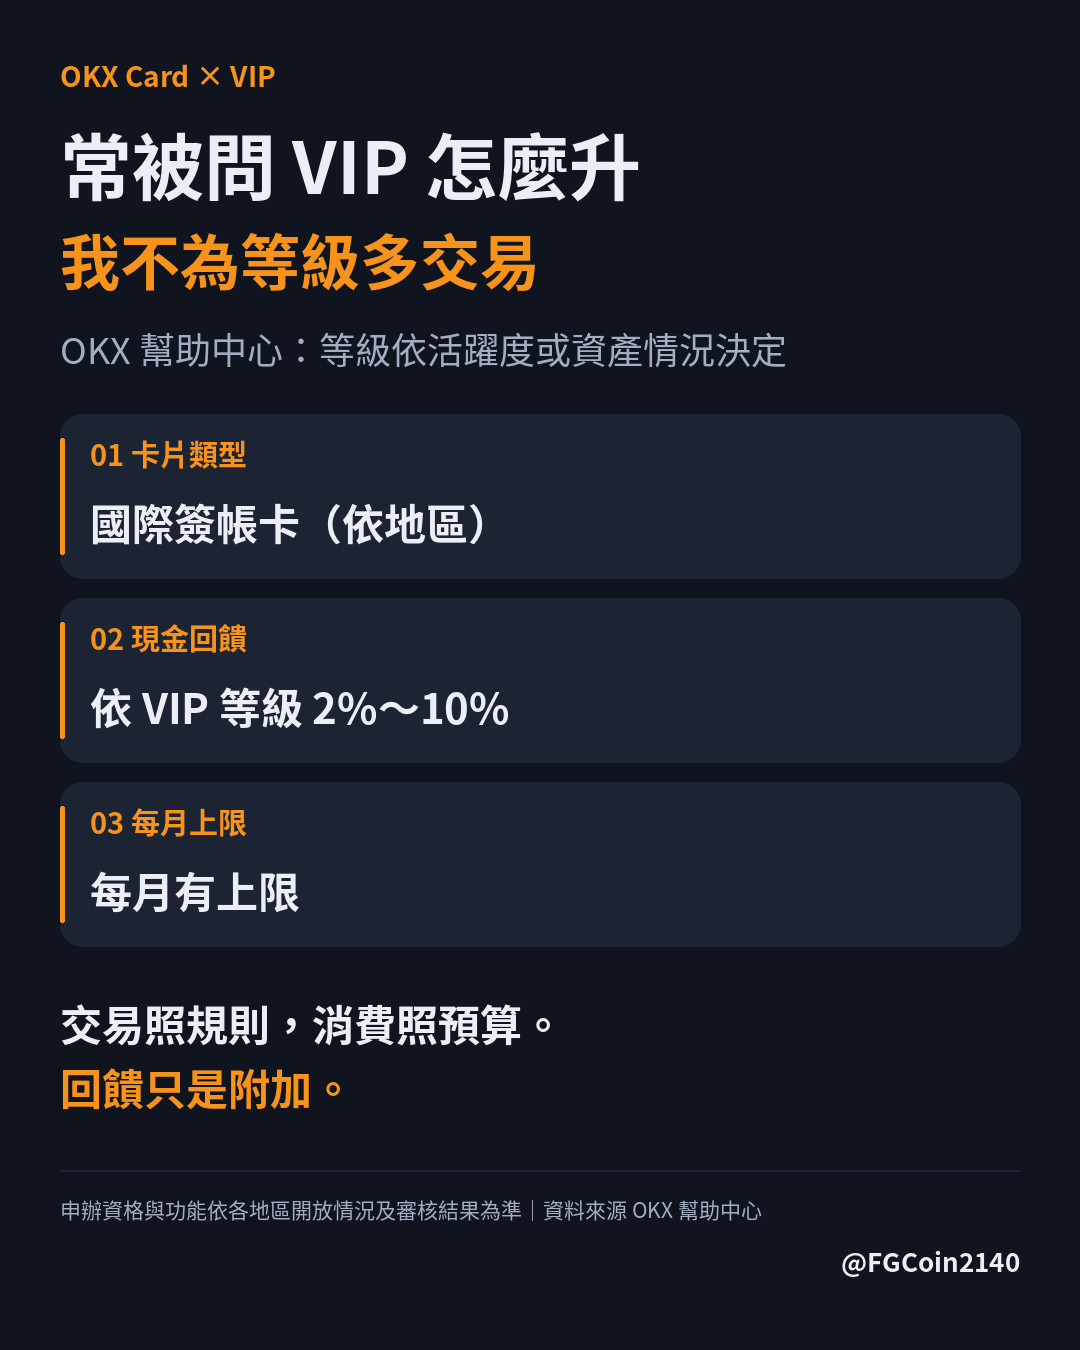 OKX Card × VIP
常被問 VIP 怎麼升
我不為等級多交易
OKX 幫助中心：等級依活躍度或資產情況決定
01 卡片類型
國際簽帳卡（依地區）
02 現金回饋
依 VIP 等級 2%～10%
03 每月上限
每月有上限
交易照規則，消費照預算。
回饋只是附加。
申辦資格與功能依各地區開放情況及審核結果為準｜資料來源 OKX 幫助中心
@FGCoin2140